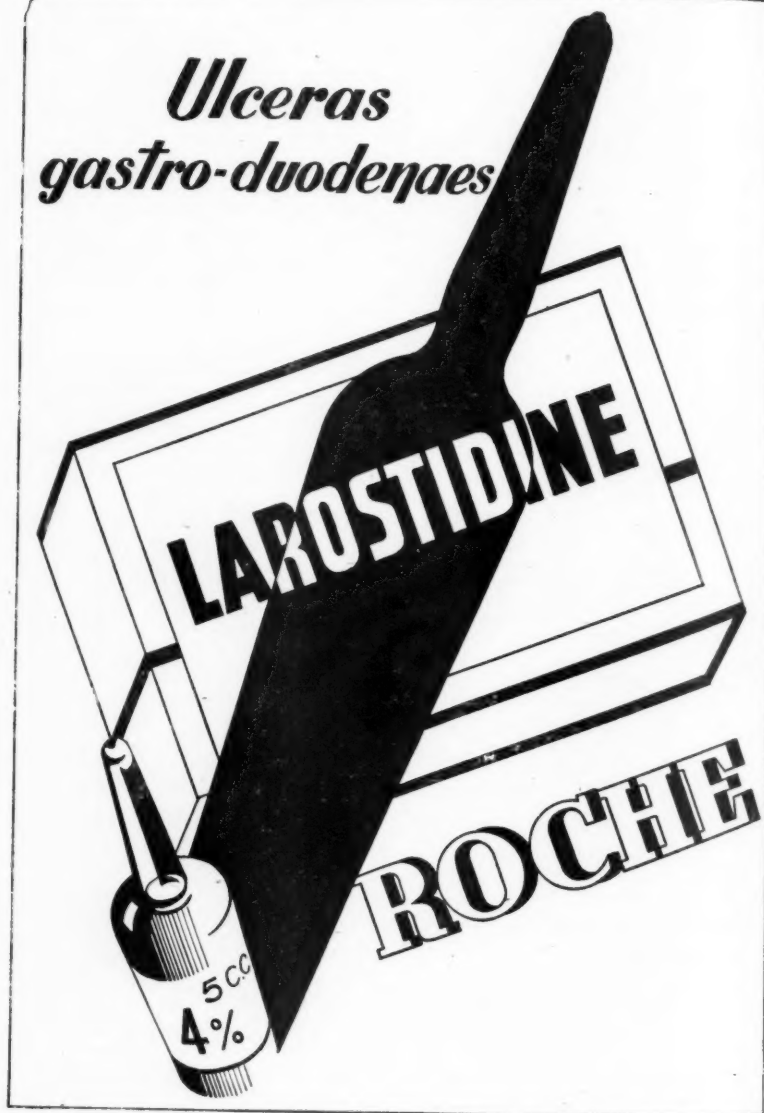 Ulceras
gastro-duodenaes
LAROSTIDINE
ROCHE
5 C.C
4%